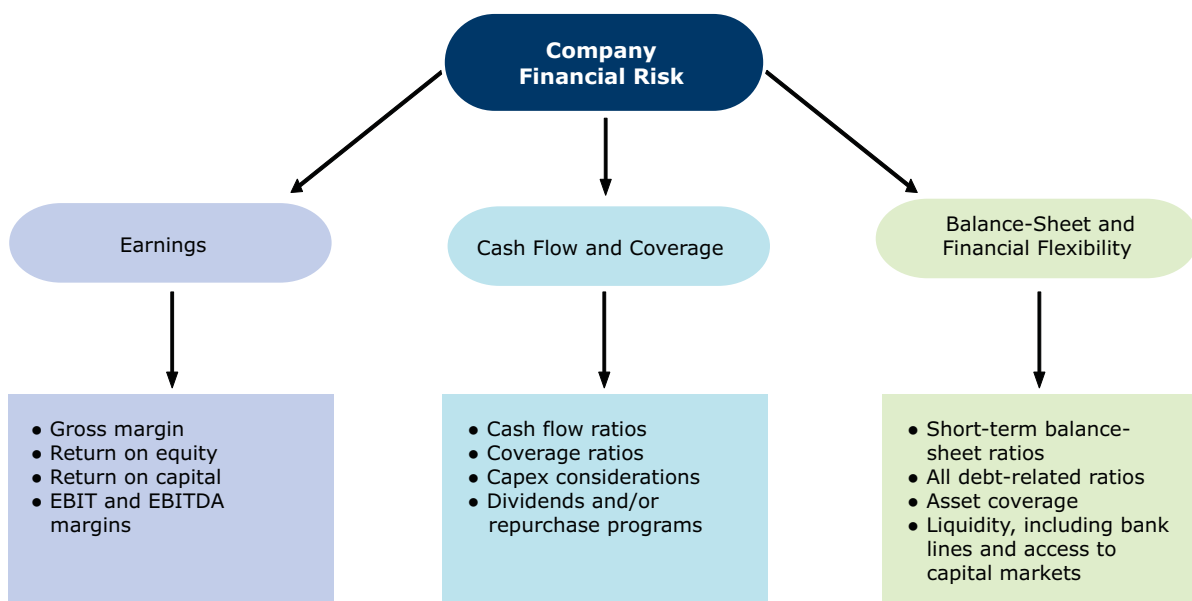 Company
Financial Risk
Earnings
Cash Flow and Coverage
Balance-Sheet and
Financial Flexibility
● Gross margin
● Return on equity
● Return on capital
● EBIT and EBITDA
margins
● Cash flow ratios
● Coverage ratios
● Capex considerations
● Dividends and/or
repurchase programs
● Short-term balance-
sheet ratios
● All debt-related ratios
● Asset coverage
● Liquidity, including bank
lines and access to
capital markets